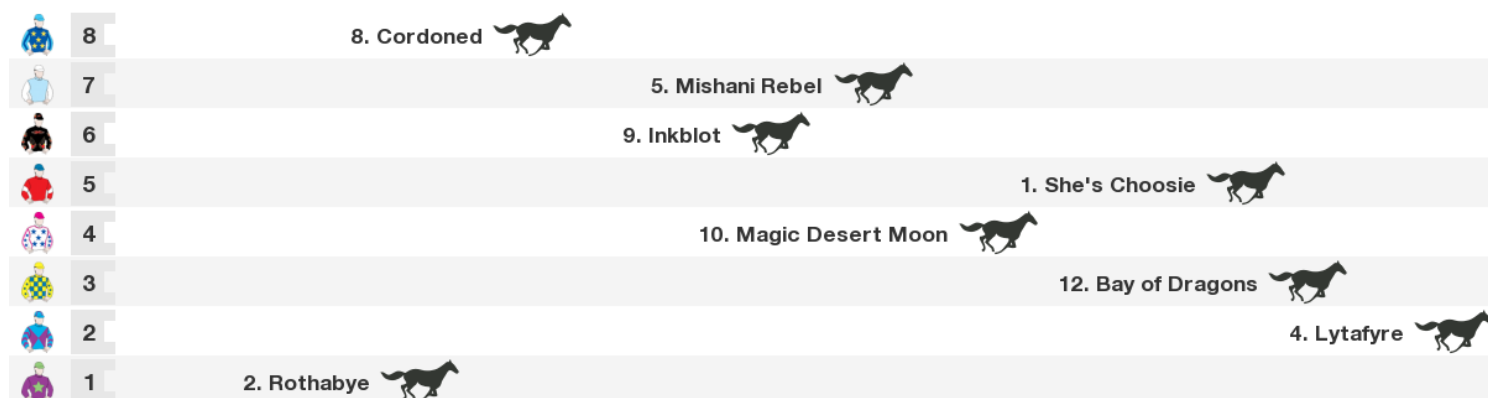 8 8. Cordoned
7 5. Mishani Rebel
6 9. Inkblot
5 1. She's Choosie
4 10. Magic Desert Moon
3 12. Bay of Dragons
2 4. Lytafyre
1 2. Rothabye